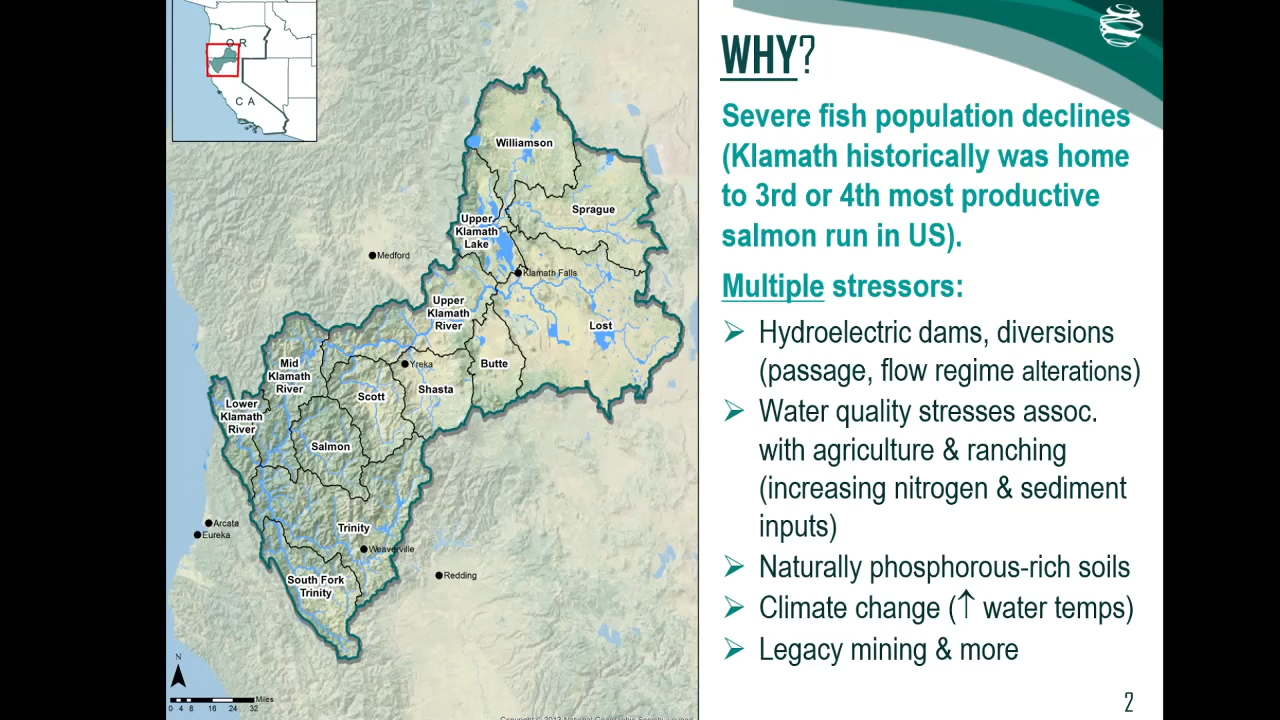 OR
CA
Williamson
Sprague
Upper
Klamath
Lake
Medford
Klamath Falls
Upper
Klamath
River
Lost
Mid
Klamath
River
Yreka
Butte
Scott
Shasta
Lower
Klamath
River
Salmon
Arcata
Eureka
Trinity
Weaverville
South Fork
Trinity
Redding
N
Miles
0 4 8 16 24 32
WHY?
Severe fish population declines
(Klamath historically was home
to 3rd or 4th most productive
salmon run in US).
Multiple stressors:
➢ Hydroelectric dams, diversions
(passage, flow regime alterations)
➢ Water quality stresses assoc.
with agriculture & ranching
(increasing nitrogen & sediment
inputs)
➢ Naturally phosphorous-rich soils
➢ Climate change (↑ water temps)
➢ Legacy mining & more
2